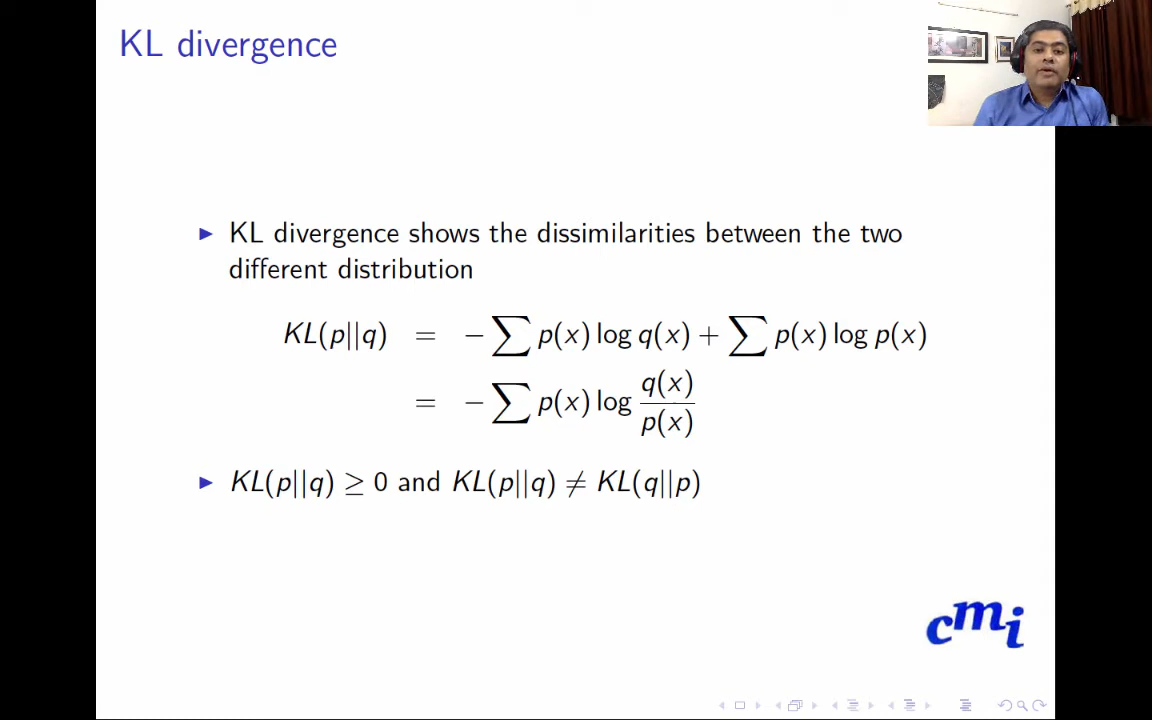 KL divergence
▶ KL divergence shows the dissimilarities between the two
different distribution
KL(p||q) = − ∑ p(x) log q(x) + ∑ p(x) log p(x)
= − ∑ p(x) log q(x)/p(x)
▶ KL(p||q) ≥ 0 and KL(p||q) ≠ KL(q||p)
cmi